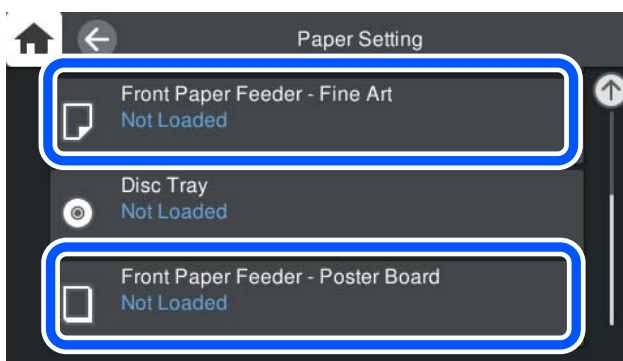 Paper Setting
Front Paper Feeder - Fine Art
Not Loaded
Disc Tray
Not Loaded
Front Paper Feeder - Poster Board
Not Loaded